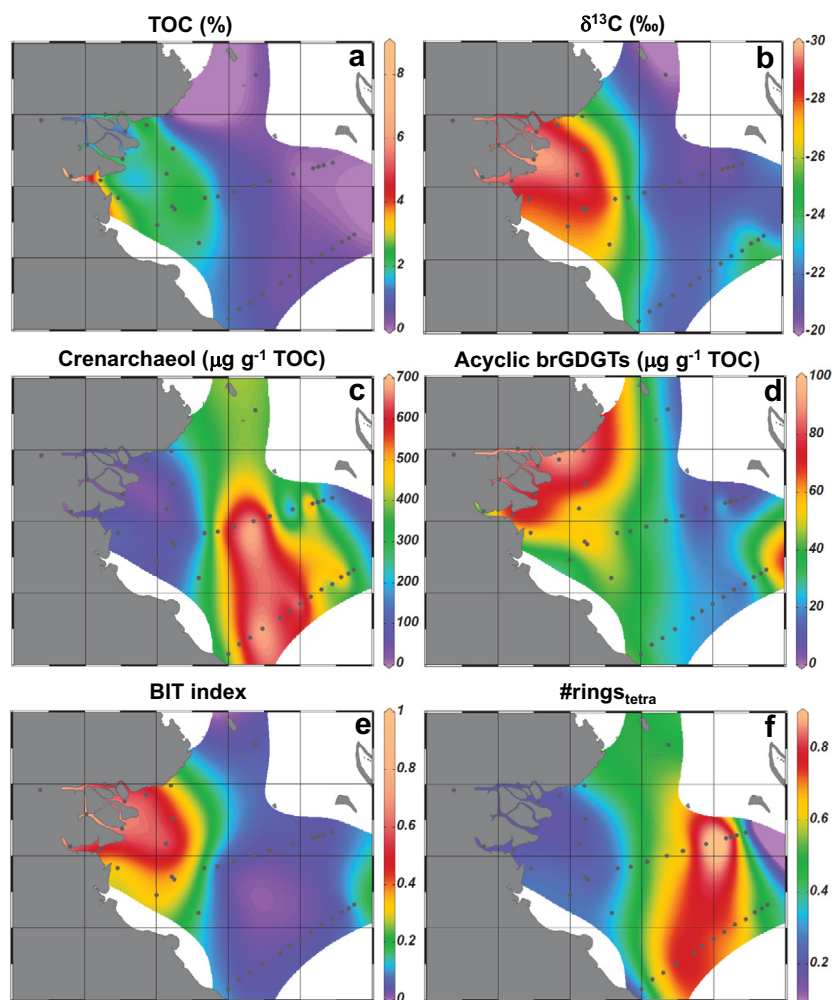 TOC (%)
a
8
6
4
2
0
δ¹³C (‰)
b
-30
-28
-26
-24
-22
-20
Crenarchaeol (μg g⁻¹ TOC)
c
700
600
500
400
300
200
100
0
Acyclic brGDGTs (μg g⁻¹ TOC)
d
100
80
60
40
20
0
BIT index
e
1
0.8
0.6
0.4
0.2
0
#ringstetra
f
0.8
0.6
0.4
0.2